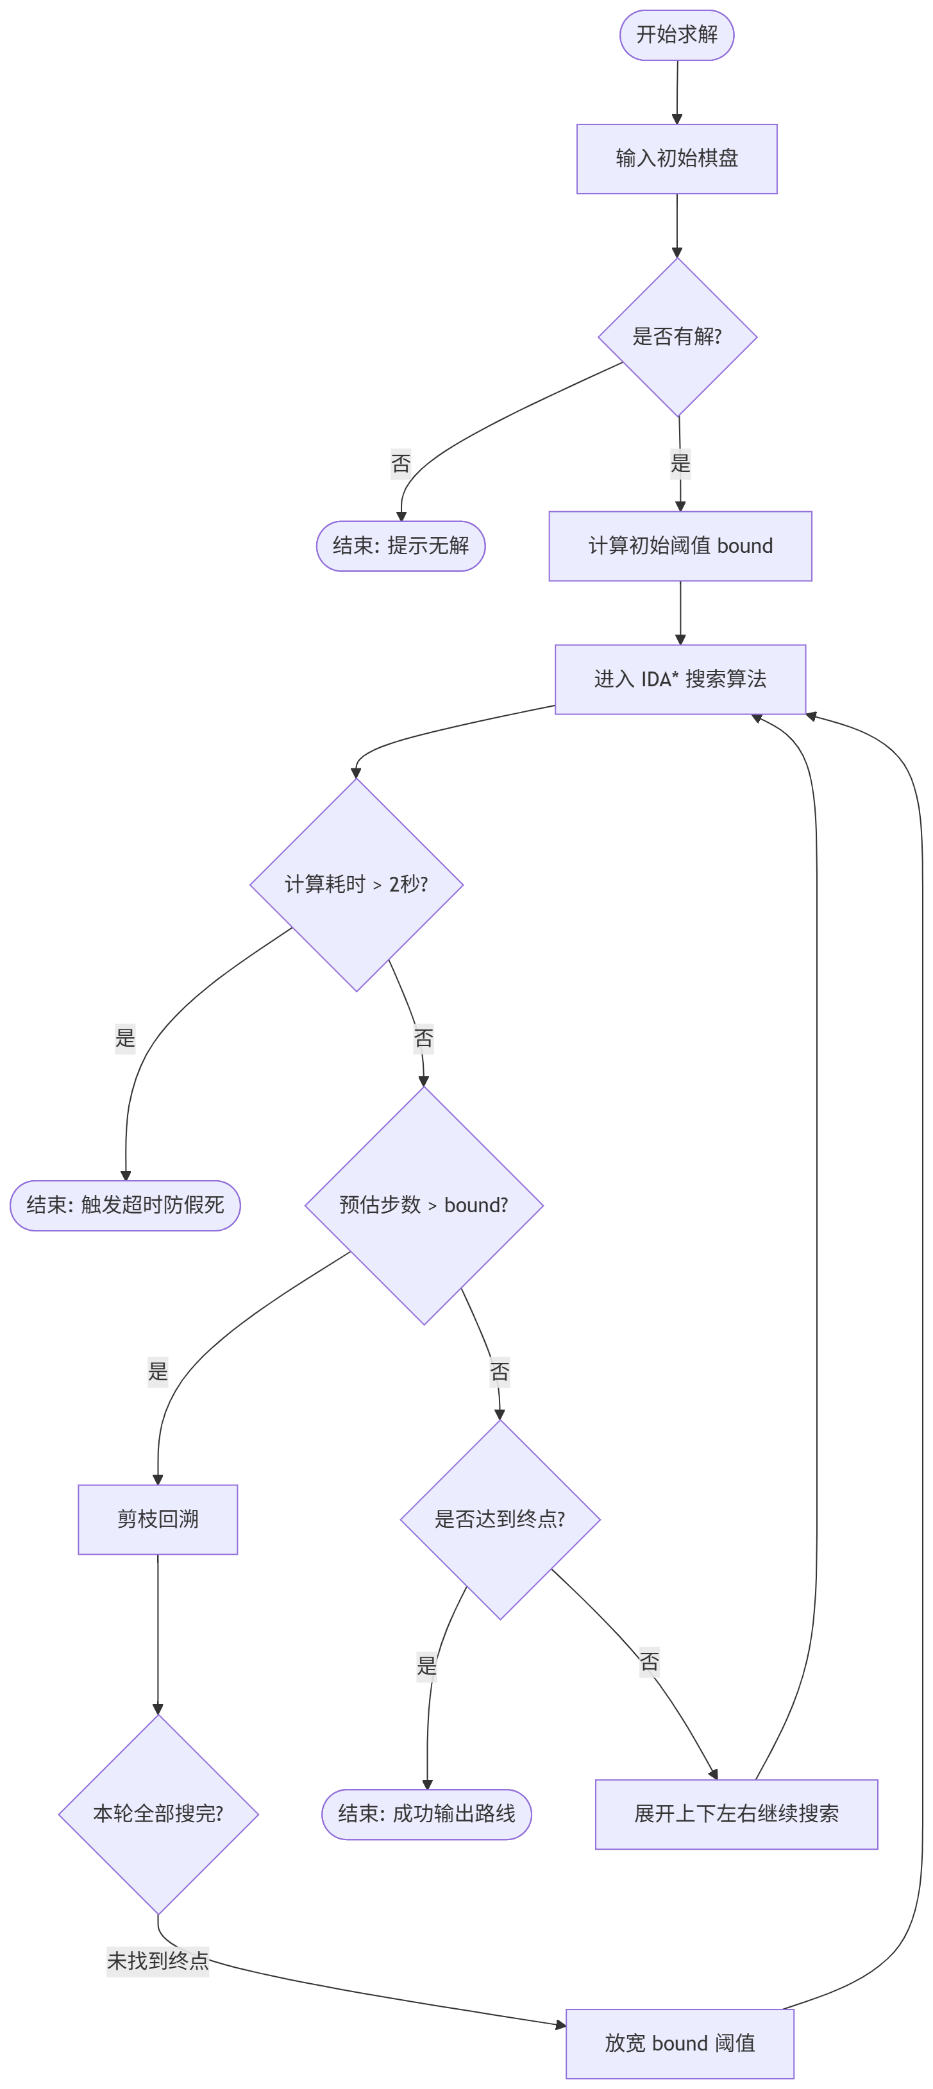 开始求解
输入初始棋盘
是否有解?
否
是
结束: 提示无解
计算初始阈值 bound
进入 IDA* 搜索算法
计算耗时 > 2秒?
是
否
结束: 触发超时防假死
预估步数 > bound?
是
否
剪枝回溯
是否达到终点?
是
否
本轮全部搜完?
结束: 成功输出路线
展开上下左右继续搜索
未找到终点
放宽 bound 阈值